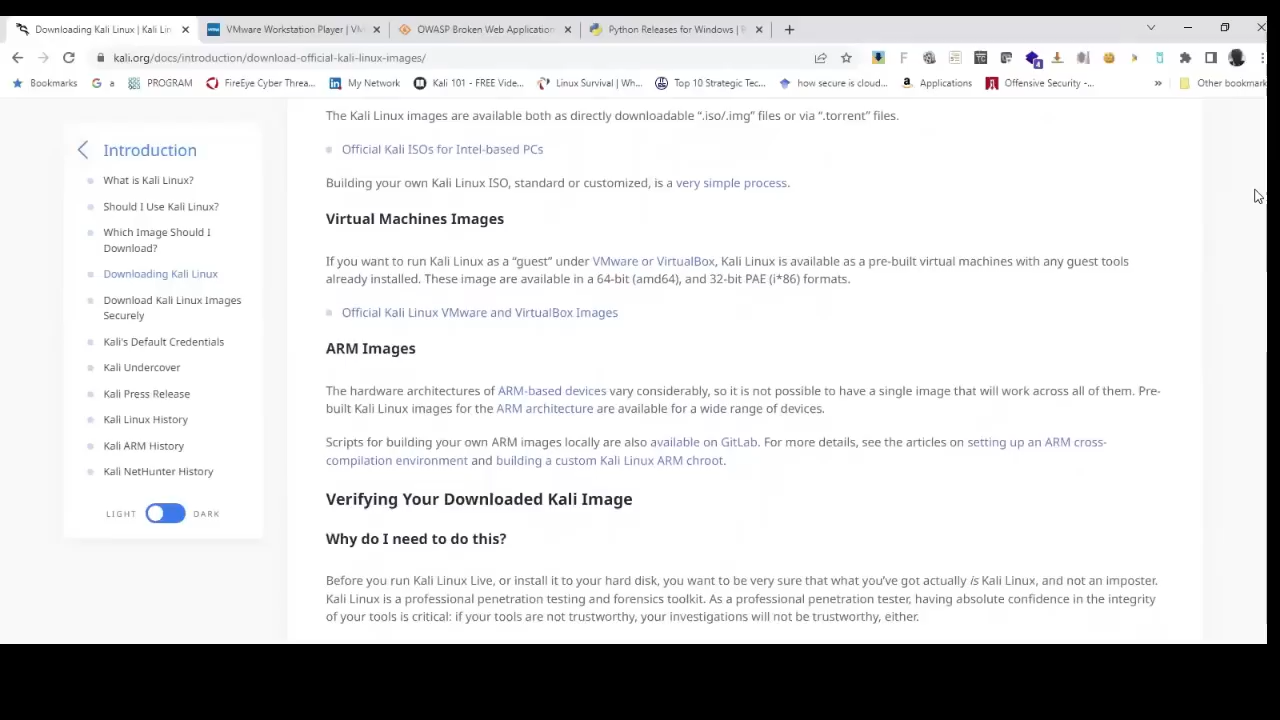 Downloading Kali Linux | Kali Lin
VMware Workstation Player | VM
OWASP Broken Web Application
Python Releases for Windows |
kali.org/docs/introduction/download-official-kali-linux-images/
Bookmarks
a
PROGRAM
FireEye Cyber Threa...
My Network
Kali 101 - FREE Vide...
Linux Survival | Wh...
Top 10 Strategic Tec...
how secure is cloud...
Applications
Offensive Security -...
»
Other bookmark
Introduction
What is Kali Linux?
Should I Use Kali Linux?
Which Image Should I
Download?
Downloading Kali Linux
Download Kali Linux Images
Securely
Kali's Default Credentials
Kali Undercover
Kali Press Release
Kali Linux History
Kali ARM History
Kali NetHunter History
LIGHT DARK
The Kali Linux images are available both as directly downloadable “.iso/.img” files or via “.torrent” files.
Official Kali ISOs for Intel-based PCs
Building your own Kali Linux ISO, standard or customized, is a very simple process.
Virtual Machines Images
If you want to run Kali Linux as a “guest” under VMware or VirtualBox, Kali Linux is available as a pre-built virtual machines with any guest tools
already installed. These image are available in a 64-bit (amd64), and 32-bit PAE (i*86) formats.
Official Kali Linux VMware and VirtualBox Images
ARM Images
The hardware architectures of ARM-based devices vary considerably, so it is not possible to have a single image that will work across all of them. Pre-
built Kali Linux images for the ARM architecture are available for a wide range of devices.
Scripts for building your own ARM images locally are also available on GitLab. For more details, see the articles on setting up an ARM cross-
compilation environment and building a custom Kali Linux ARM chroot.
Verifying Your Downloaded Kali Image
Why do I need to do this?
Before you run Kali Linux Live, or install it to your hard disk, you want to be very sure that what you’ve got actually is Kali Linux, and not an imposter.
Kali Linux is a professional penetration testing and forensics toolkit. As a professional penetration tester, having absolute confidence in the integrity
of your tools is critical: if your tools are not trustworthy, your investigations will not be trustworthy, either.